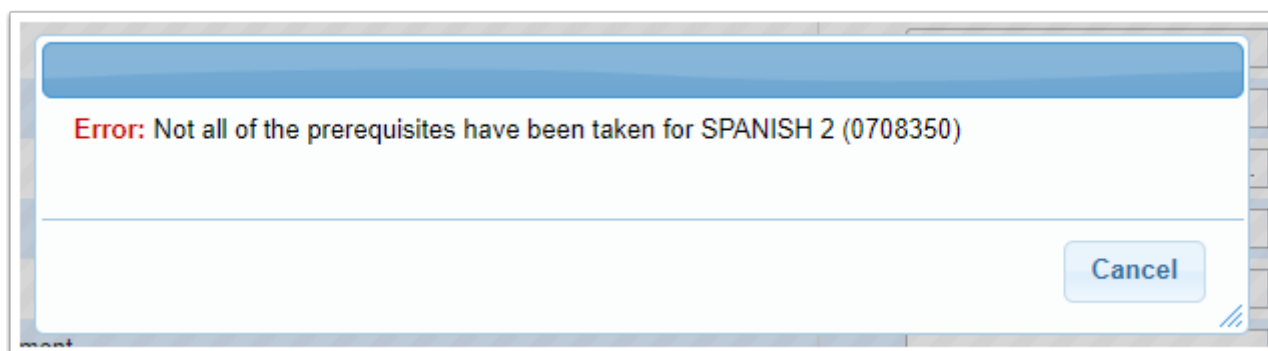 Error: Not all of the prerequisites have been taken for SPANISH 2 (0708350)
Cancel